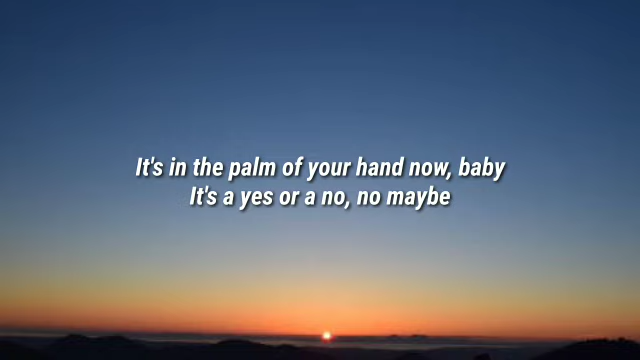 It's in the palm of your hand now, baby
It's a yes or a no, no maybe